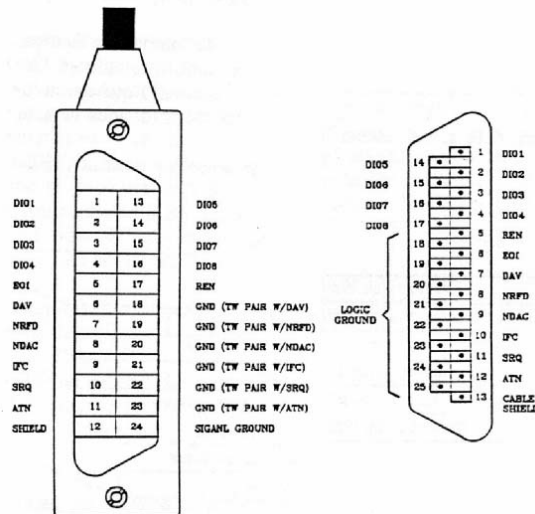 DIO1 1 13 DIO5
DIO2 2 14 DIO6
DIO3 3 15 DIO7
DIO4 4 16 DIO8
EOI 5 17 REN
DAV 6 18 GND (TW PAIR W/DAV)
NRFD 7 19 GND (TW PAIR W/NRFD)
NDAC 8 20 GND (TW PAIR W/NDAC)
IFC 9 21 GND (TW PAIR W/IFC)
SRQ 10 22 GND (TW PAIR W/SRQ)
ATN 11 23 GND (TW PAIR W/ATN)
SHIELD 12 24 SIGANL GROUND
1 DIO1
DIO5 14
2 DIO2
DIO6 15
3 DIO3
DIO7 16
4 DIO4
DIO8 17
5 REN
18
6 EOI
19
7 DAV
20
8 NRFD
21
LOGIC
GROUND
9 NDAC
22
10 IFC
23
11 SRQ
24
12 ATN
25
13 CABLE
SHIELD